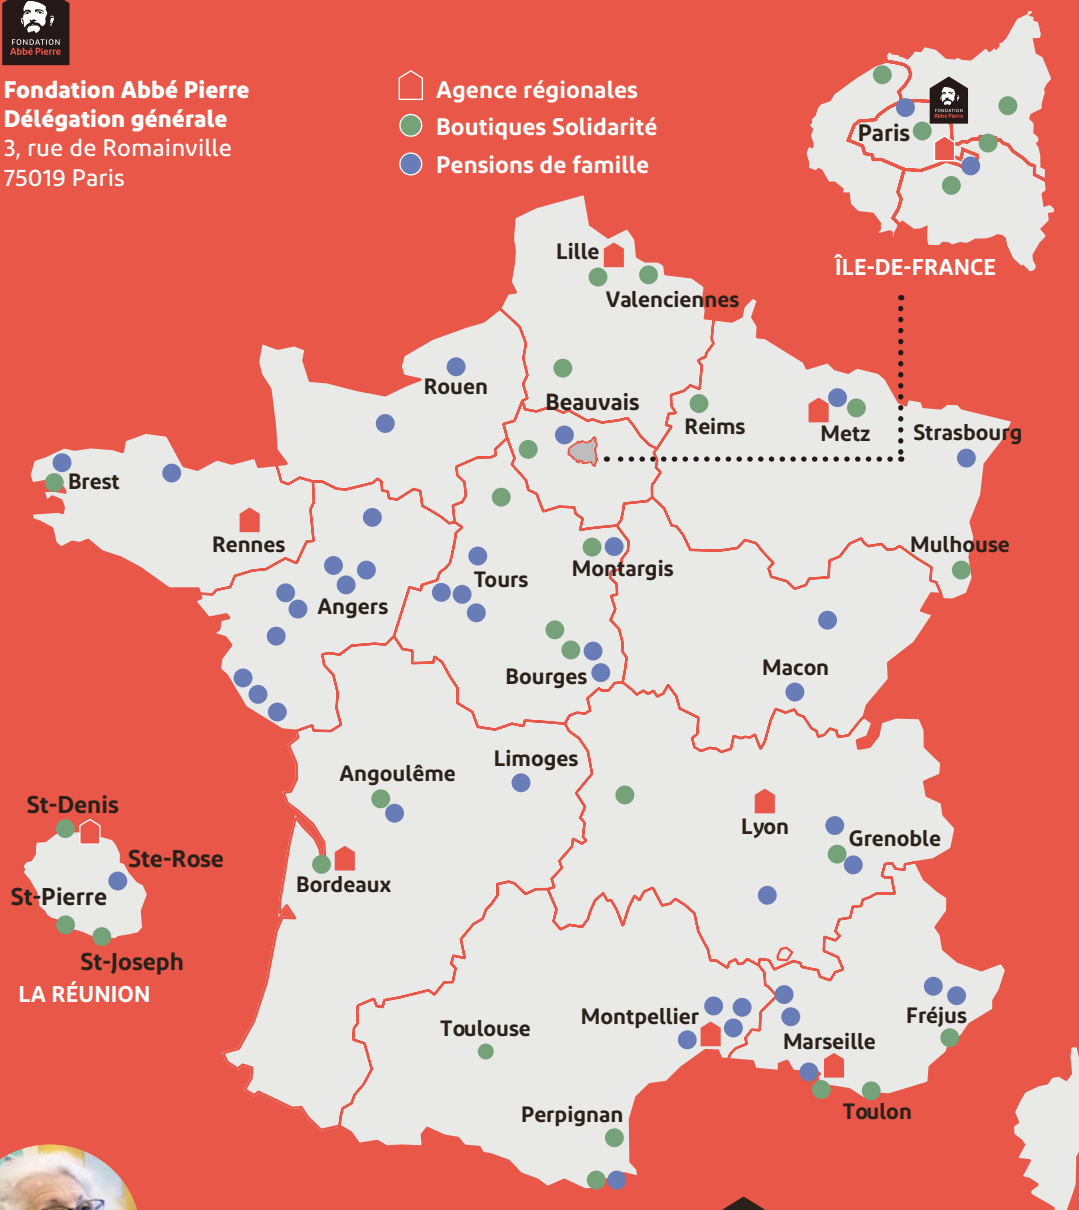 FONDATION
Abbé Pierre
Fondation Abbé Pierre
Délégation générale
3, rue de Romainville
75019 Paris
Agence régionales
Boutiques Solidarité
Pensions de famille
FONDATION
Abbé Pierre
Paris
ÎLE-DE-FRANCE
Lille
Valenciennes
Rouen
Beauvais
Reims
Metz
Strasbourg
Brest
Rennes
Mulhouse
Montargis
Tours
Angers
Bourges
Macon
Limoges
Angoulême
St-Denis
Lyon
Grenoble
Ste-Rose
Bordeaux
St-Pierre
St-Joseph
LA RÉUNION
Montpellier
Fréjus
Toulouse
Marseille
Toulon
Perpignan